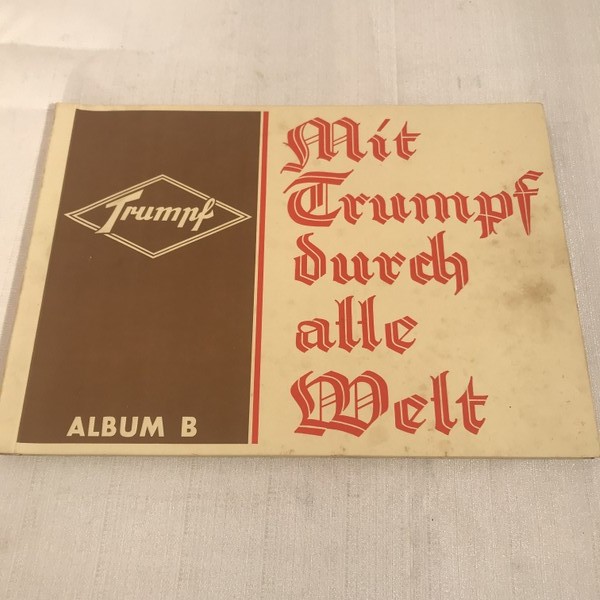 Trumpf
ALBUM B
Mit
Trumpf
durch
alle
Welt